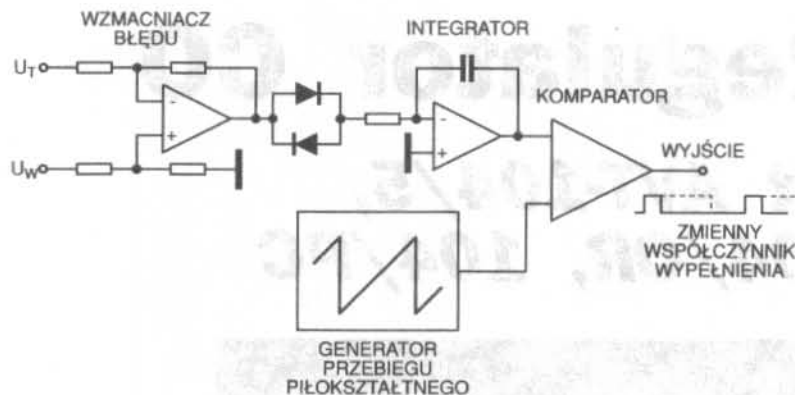 WZMACNIACZ
BŁĘDU
U_T
-
+
U_W
INTEGRATOR
-
+
KOMPARATOR
WYJŚCIE
ZMIENNY
WSPÓŁCZYNNIK
WYPEŁNIENIA
GENERATOR
PRZEBIEGU
PIŁOKSZTAŁTNEGO